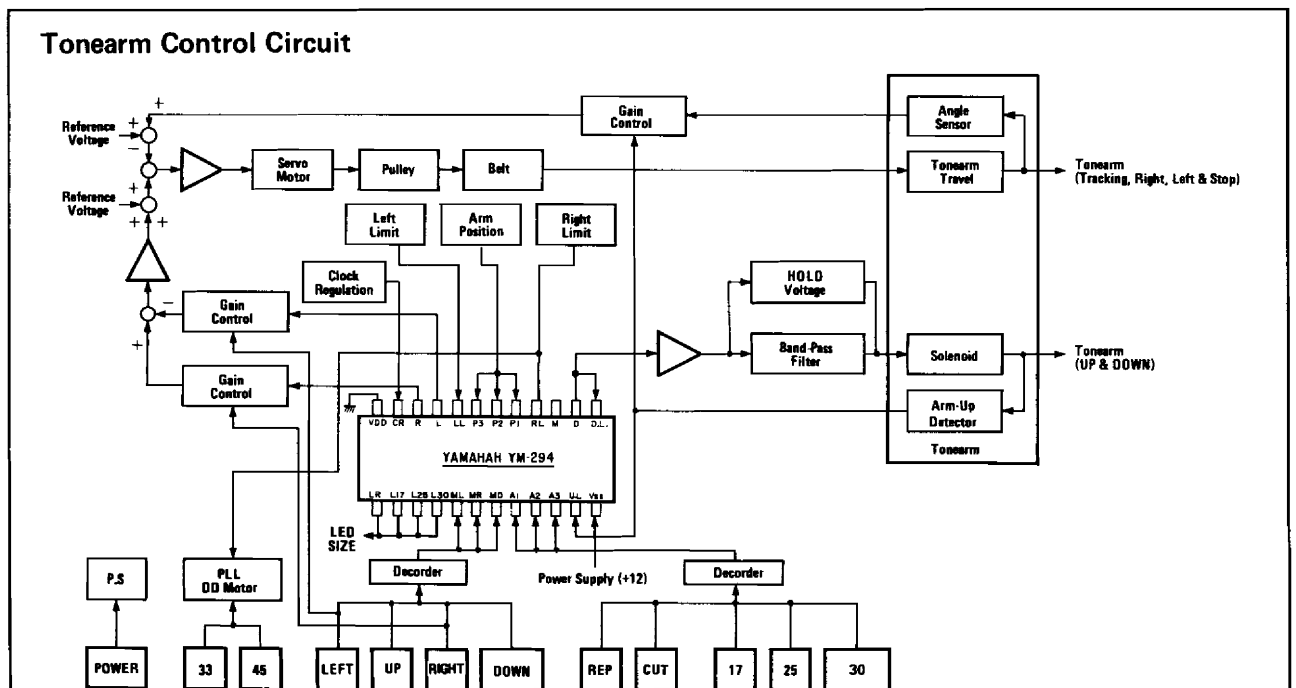 Tonearm Control Circuit
+
Reference
Voltage
+
−
Gain
Control
Angle
Sensor
Servo
Motor
Pulley
Belt
Tonearm
Travel
Tonearm
(Tracking, Right, Left & Stop)
Reference
Voltage
+
+
+
Left
Limit
Arm
Position
Right
Limit
Clock
Regulation
HOLD
Voltage
−
Gain
Control
+
Band-Pass
Filter
Solenoid
Tonearm
(UP & DOWN)
Gain
Control
Arm-Up
Detector
Tonearm
VDD CR R L LL P3 P2 P1 RL M D D.L.
YAMAHAH YM-294
LR L17 L25 L30 ML MR MD A1 A2 A3 U-L Vss
LED
SIZE
P.S
PLL
DD Motor
Decorder
Power Supply (+12)
Decorder
POWER
33
45
LEFT
UP
RIGHT
DOWN
REP
CUT
17
25
30